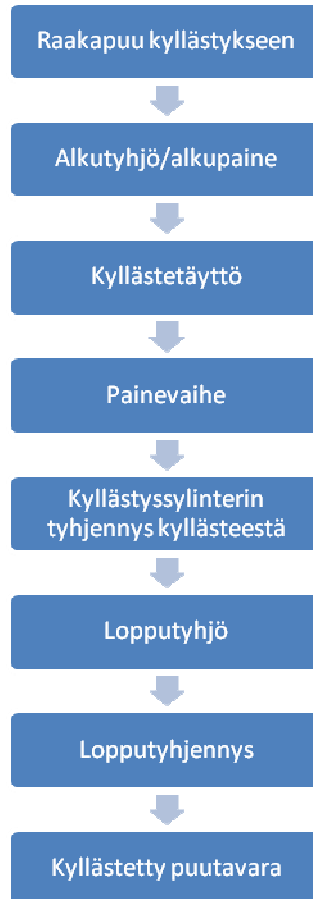 Raakapuu kyllästykseen
Alkutyhjö/alkupaine
Kyllästetäyttö
Painevaihe
Kyllästyssylinterin
tyhjennys kyllästeestä
Lopputyhjö
Lopputyhjennys
Kyllästetty puutavara